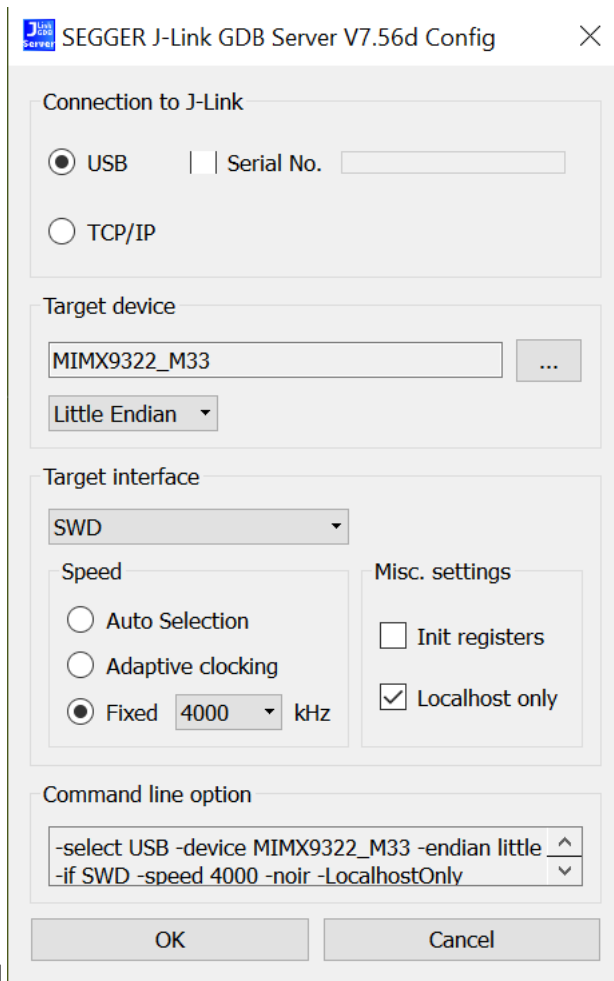 J-Link
Server
SEGGER J-Link GDB Server V7.56d Config
Connection to J-Link
USB
Serial No.
TCP/IP
Target device
MIMX9322_M33
...
Little Endian
Target interface
SWD
Speed
Misc. settings
Auto Selection
Init registers
Adaptive clocking
Localhost only
Fixed 4000 kHz
Command line option
-select USB -device MIMX9322_M33 -endian little
-if SWD -speed 4000 -noir -LocalhostOnly
OK
Cancel